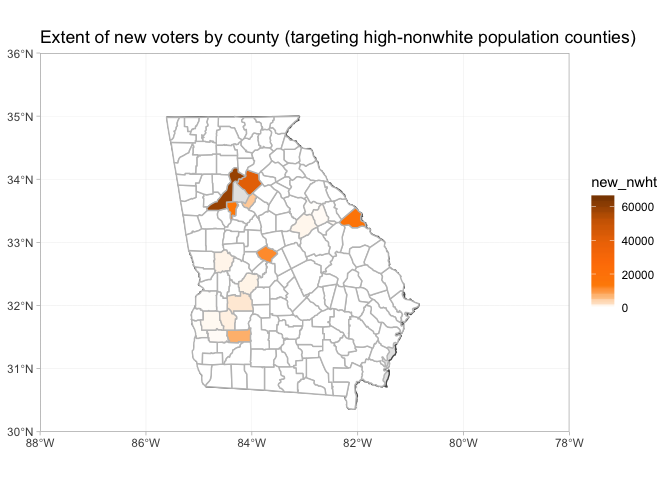 Extent of new voters by county (targeting high-nonwhite population counties)
36°N
35°N
34°N
33°N
32°N
31°N
30°N
88°W
86°W
84°W
82°W
80°W
78°W
new_nwht
60000
40000
20000
0